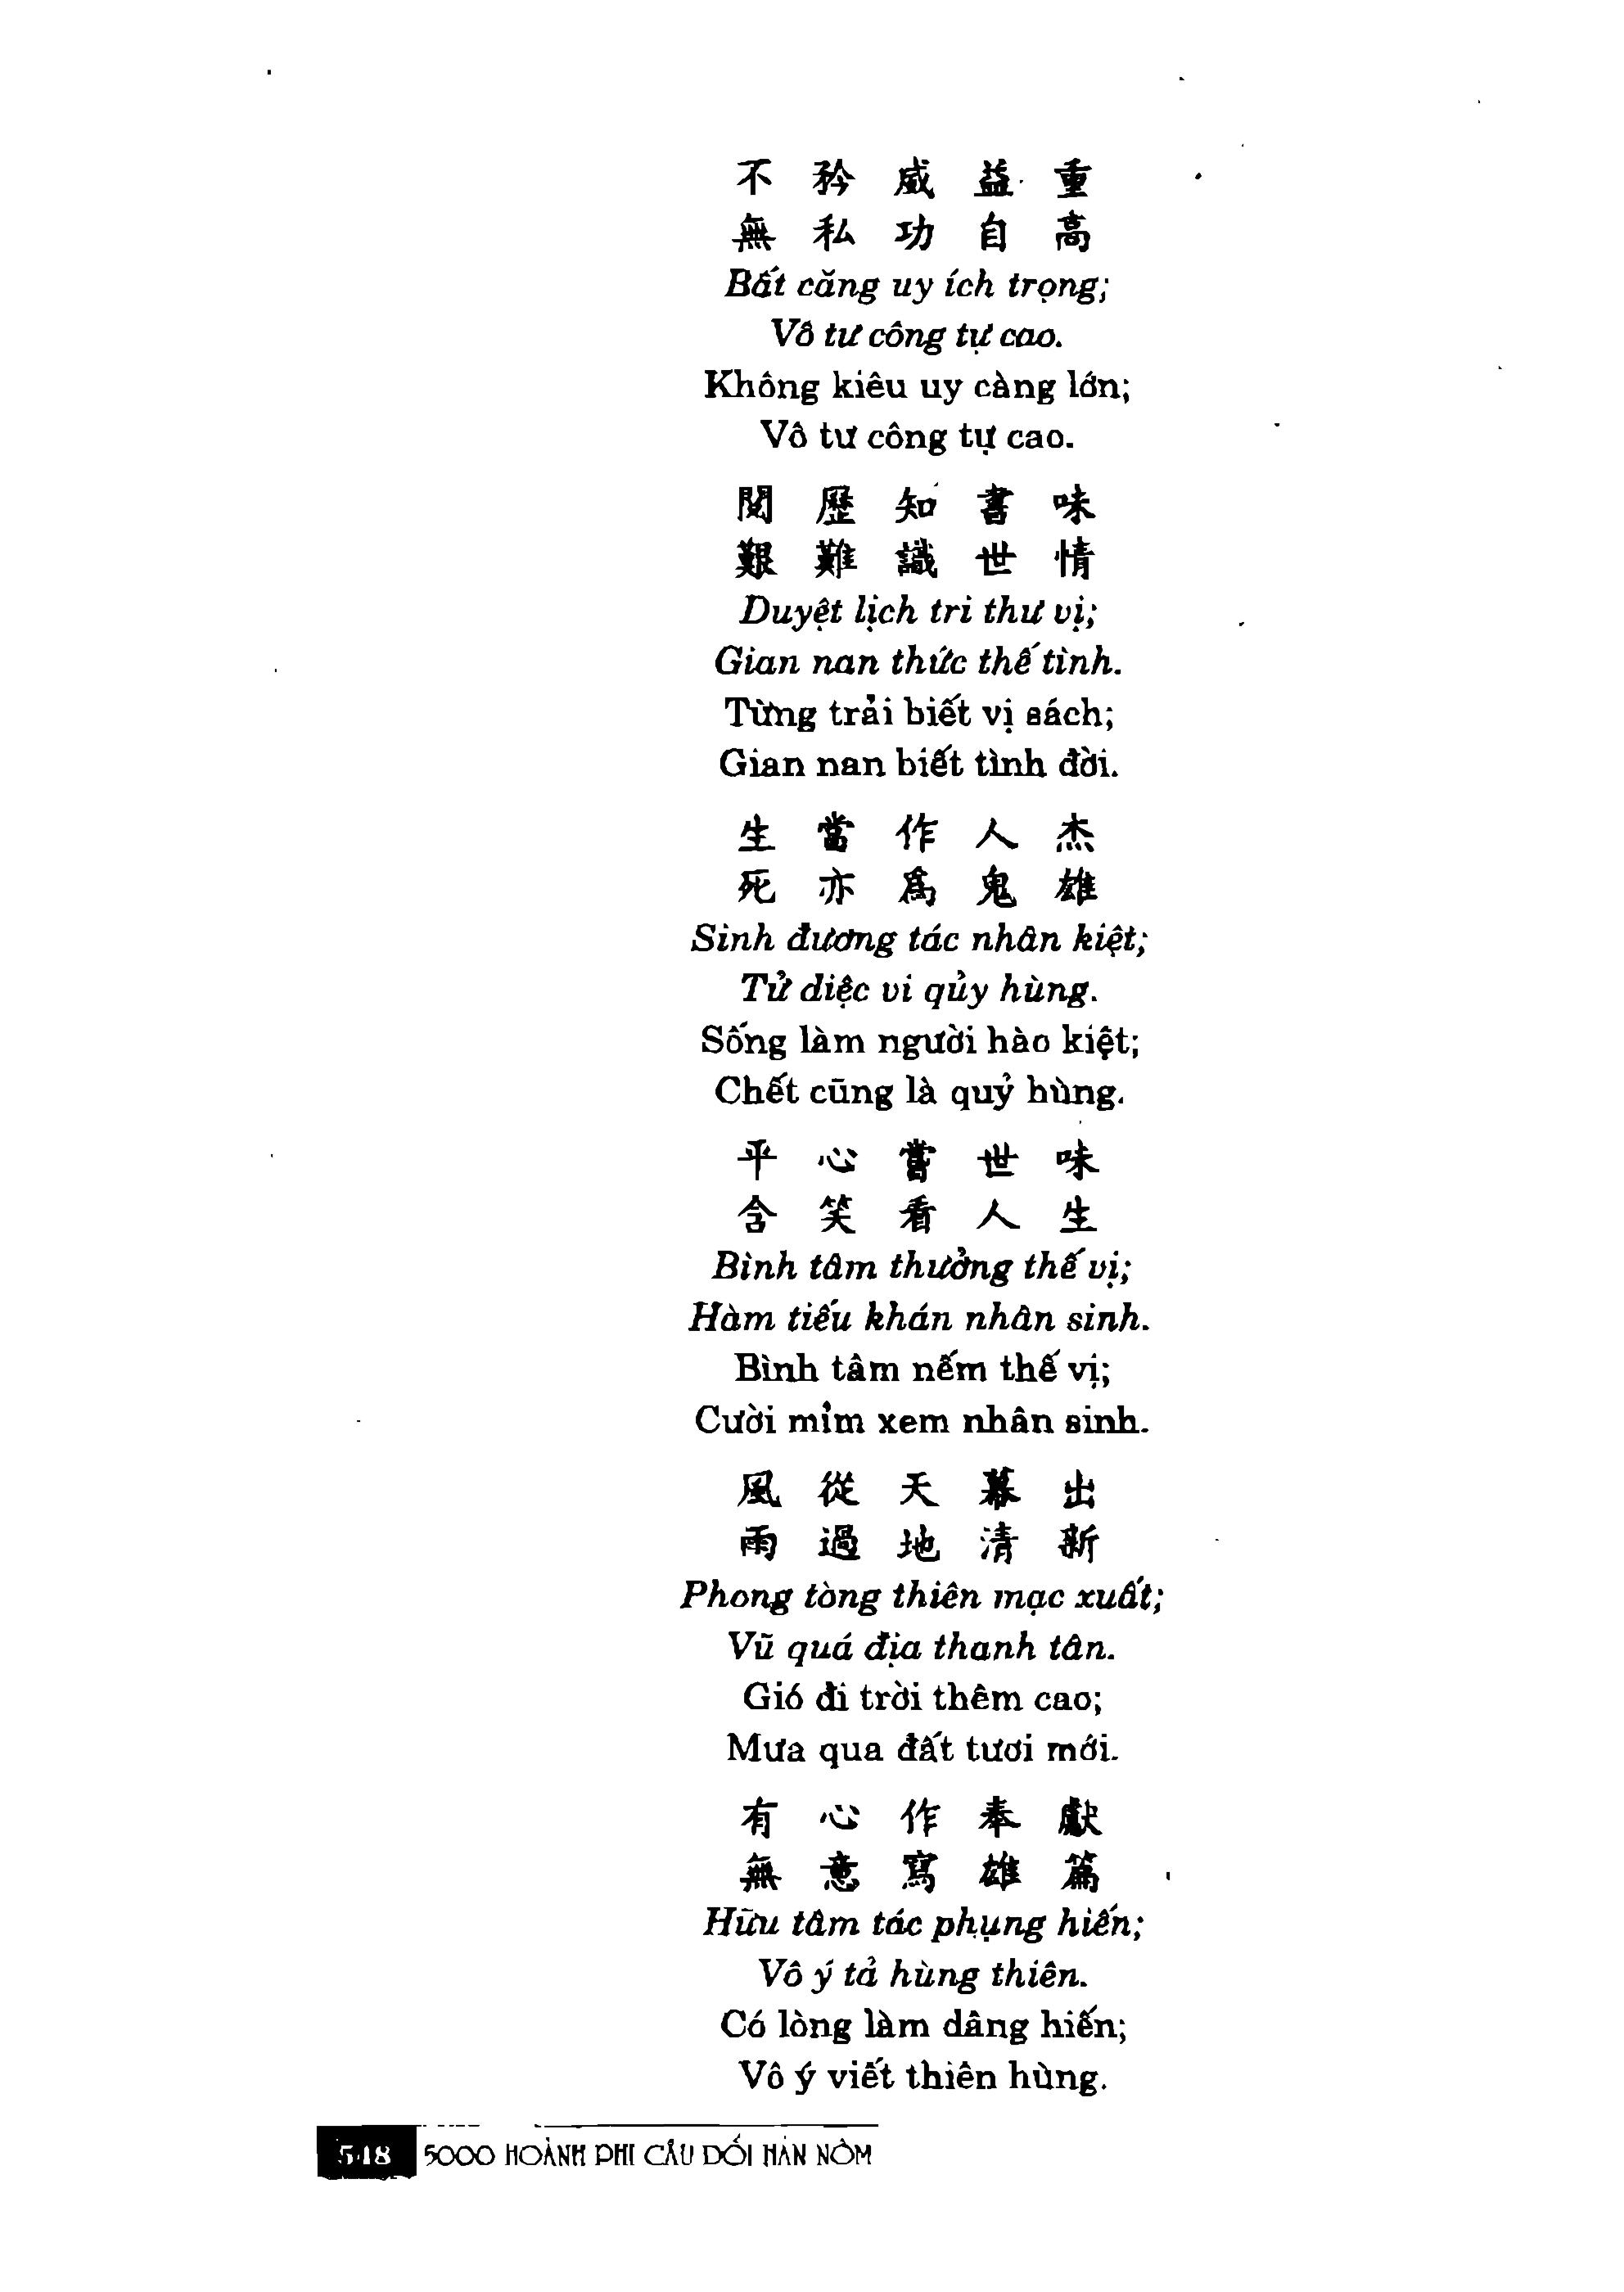 不 矜 威 益 重
無 私 功 自 高
Bất căng uy ích trọng;
Vô tư công tự cao.
Không kiêu uy càng lớn;
Vô tư công tự cao.
閱 歷 知 書 味
艱 難 識 世 情
Duyệt lịch tri thư vị;
Gian nan thức thế tình.
Từng trải biết vị sách;
Gian nan biết tình đời.
生 當 作 人 杰
死 亦 爲 鬼 雄
Sinh đương tác nhân kiệt;
Tử diệc vi qủy hùng.
Sống làm người hào kiệt;
Chết cũng là quỷ hùng.
平 心 嘗 世 味
含 笑 看 人 生
Bình tâm thưởng thế vị;
Hàm tiếu khán nhân sinh.
Bình tâm nếm thế vị;
Cười mỉm xem nhân sinh.
風 從 天 幕 出
雨 過 地 清 新
Phong tòng thiên mạc xuất;
Vũ quá địa thanh tân.
Gió đi trời thêm cao;
Mưa qua đất tươi mới.
有 心 作 奉 獻
無 意 寫 雄 篇
Hữu tâm tác phụng hiến;
Vô ý tả hùng thiên.
Có lòng làm dâng hiến;
Vô ý viết thiên hùng.
548 5000 HOÀNH PHI CÂU ĐỐI HÁN NÔM